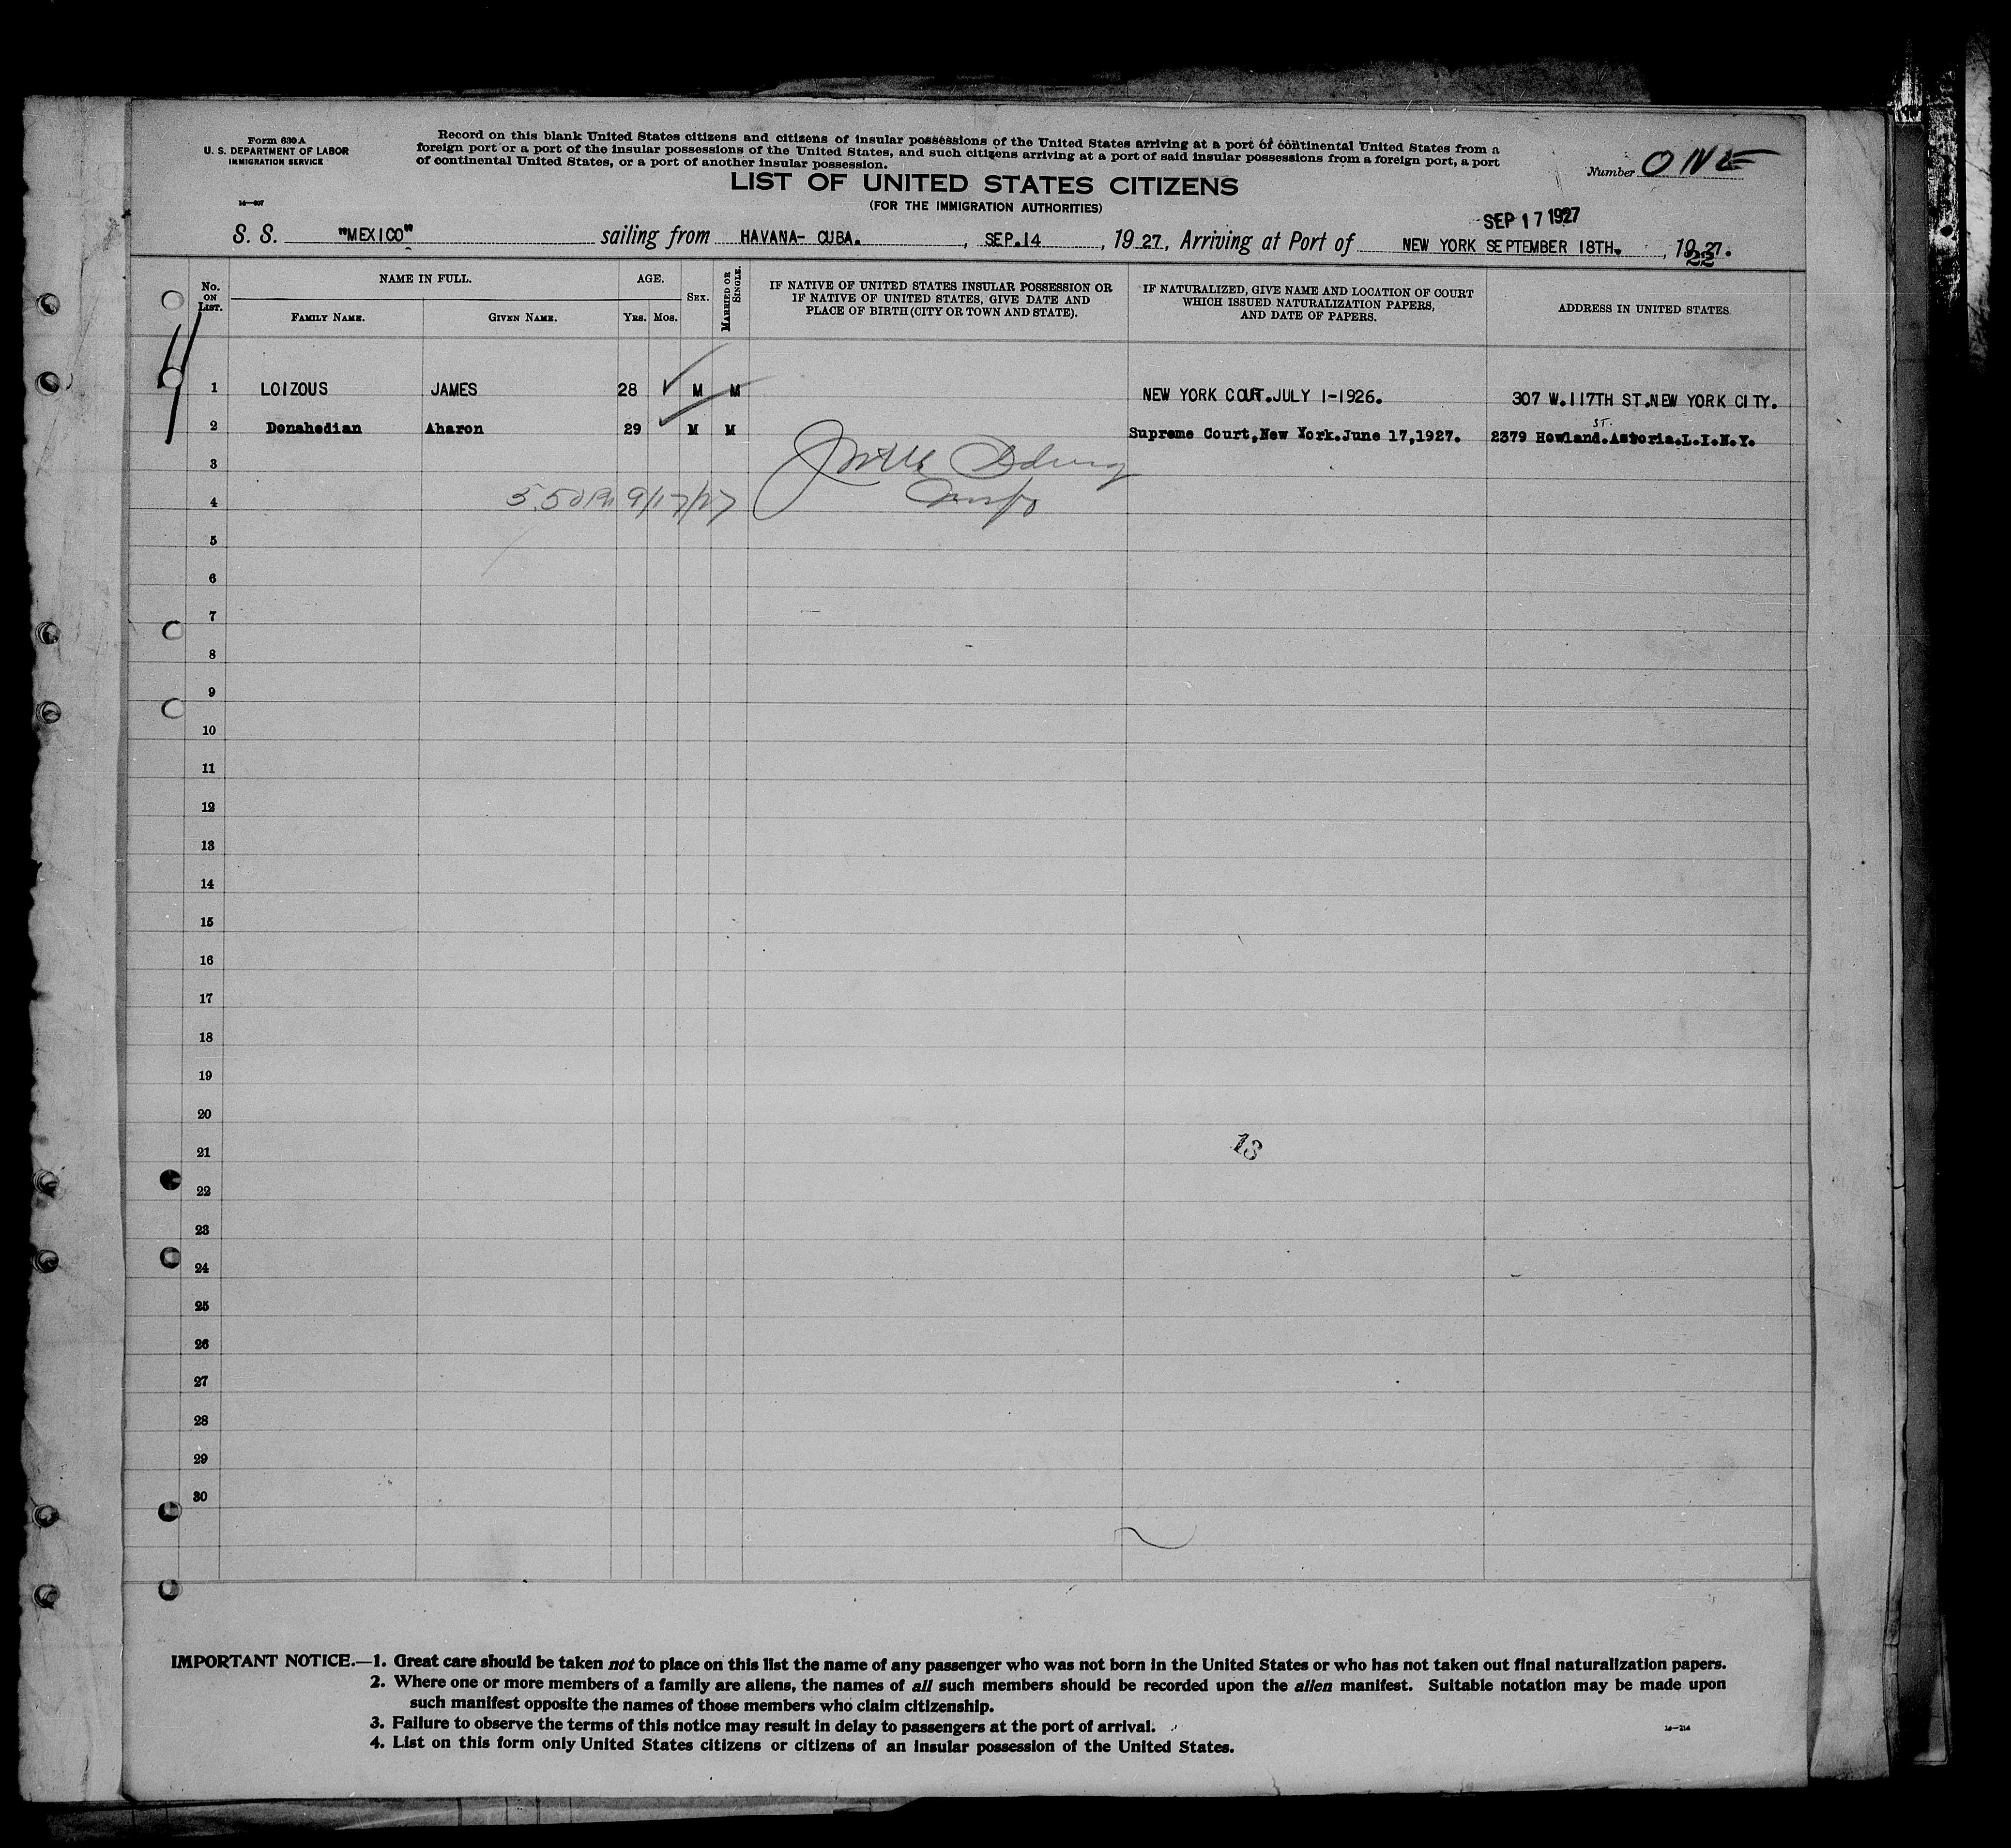 Form 630 A
U. S. DEPARTMENT OF LABOR
IMMIGRATION SERVICE
14—607
Record on this blank United States citizens and citizens of insular possessions of the United States arriving at a port of continental United States from a
foreign port or a port of the insular possessions of the United States, and such citizens arriving at a port of said insular possessions from a foreign port, a port
of continental United States, or a port of another insular possession.
Number ONE
LIST OF UNITED STATES CITIZENS
(FOR THE IMMIGRATION AUTHORITIES)
SEP 17 1927
S. S. "MEXICO" sailing from HAVANA- CUBA. , SEP.14 , 19 27, Arriving at Port of NEW YORK SEPTEMBER 18TH. , 1927.
No. ON LIST.
NAME IN FULL.
FAMILY NAME.
GIVEN NAME.
AGE.
YRS.
MOS.
SEX.
MARRIED OR SINGLE.
IF NATIVE OF UNITED STATES INSULAR POSSESSION OR
IF NATIVE OF UNITED STATES, GIVE DATE AND
PLACE OF BIRTH (CITY OR TOWN AND STATE).
IF NATURALIZED, GIVE NAME AND LOCATION OF COURT
WHICH ISSUED NATURALIZATION PAPERS,
AND DATE OF PAPERS.
ADDRESS IN UNITED STATES.
1 LOIZOUS JAMES 28 M M NEW YORK COURT.JULY 1-1926. 307 W.117TH ST.NEW YORK CITY.
ST.
2 Donahedian Aharon 29 M M Supreme Court,New York.June 17,1927. 2379 Howland.Astoria.L.I.N.Y.
3
4 9/17/27
5
6
7
8
9
10
11
12
13
14
15
16
17
18
19
20
13
21
22
23
24
25
26
27
28
29
30
IMPORTANT NOTICE.—1. Great care should be taken not to place on this list the name of any passenger who was not born in the United States or who has not taken out final naturalization papers.
2. Where one or more members of a family are aliens, the names of all such members should be recorded upon the alien manifest. Suitable notation may be made upon
such manifest opposite the names of those members who claim citizenship.
3. Failure to observe the terms of this notice may result in delay to passengers at the port of arrival.
14—214
4. List on this form only United States citizens or citizens of an insular possession of the United States.